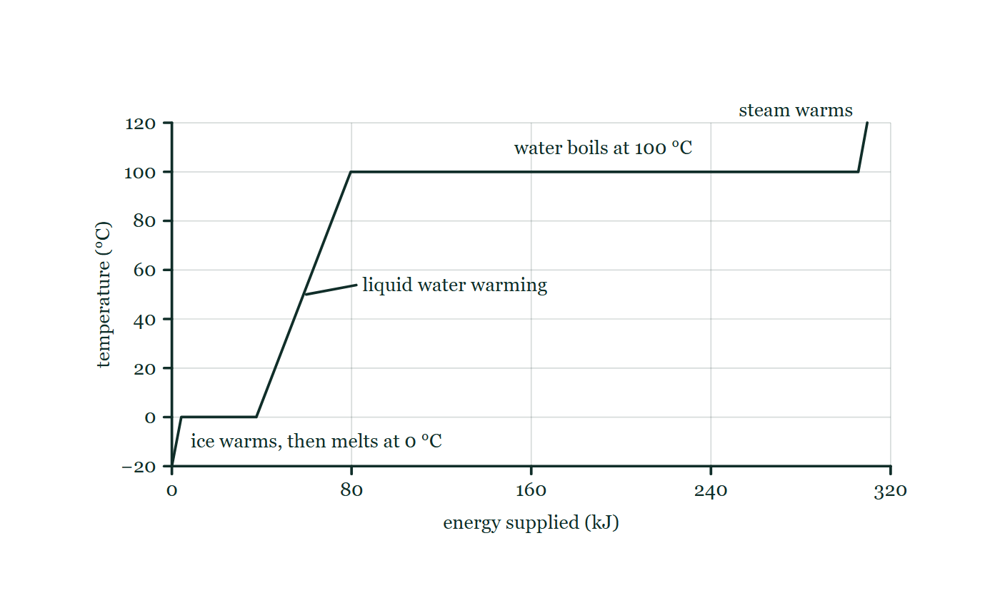 steam warms
120
water boils at 100 °C
100
80
60
liquid water warming
40
20
0
ice warms, then melts at 0 °C
−20
0 80 160 240 320
energy supplied (kJ)
temperature (°C)